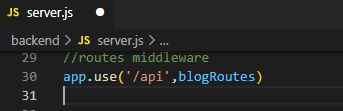 JS server.js
backend > JS server.js > ...
29 //routes middleware
30 app.use('/api',blogRoutes)
31